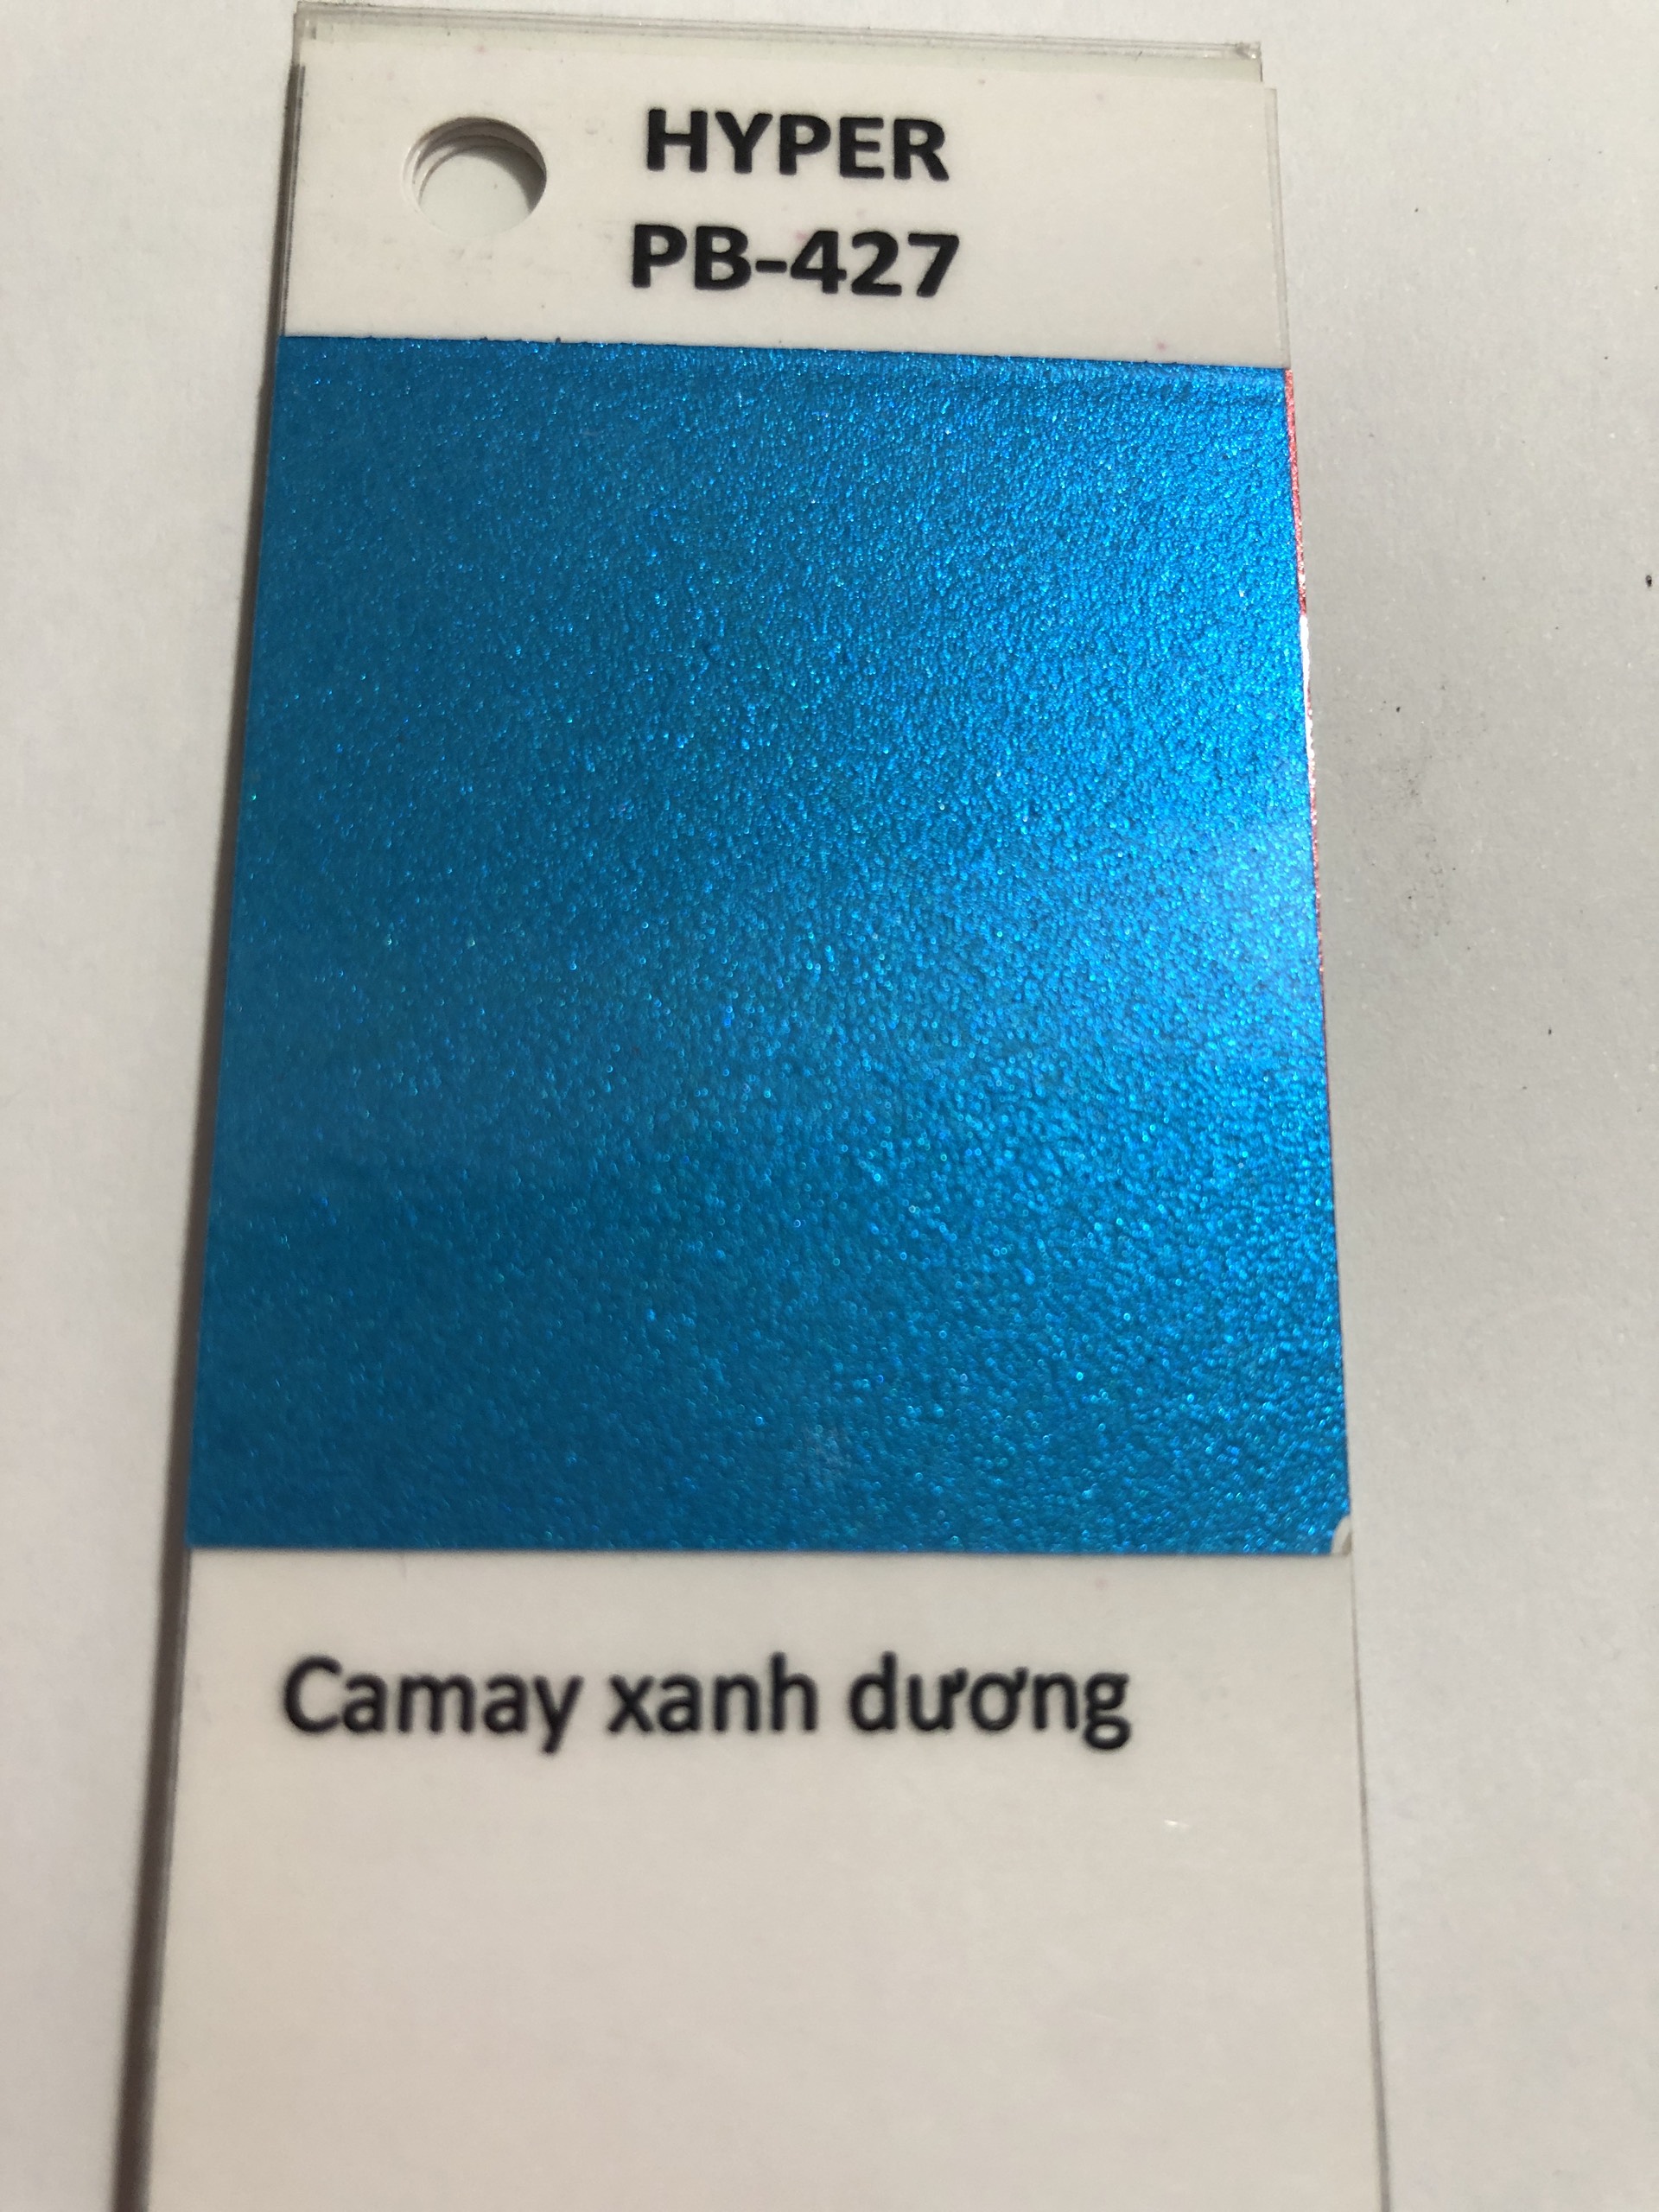 HYPER
PB-427
Camay xanh dương